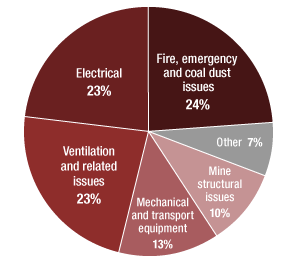 Electrical
23%
Fire, emergency
and coal dust
issues
24%
Other 7%
Ventilation
and related
issues
23%
Mine
structural
issues
10%
Mechanical
and transport
equipment
13%